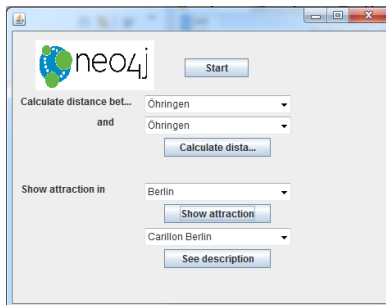 neo4j
Start
Calculate distance bet...
Öhringen
and
Öhringen
Calculate dista...
Show attraction in
Berlin
Show attraction
Carillon Berlin
See description